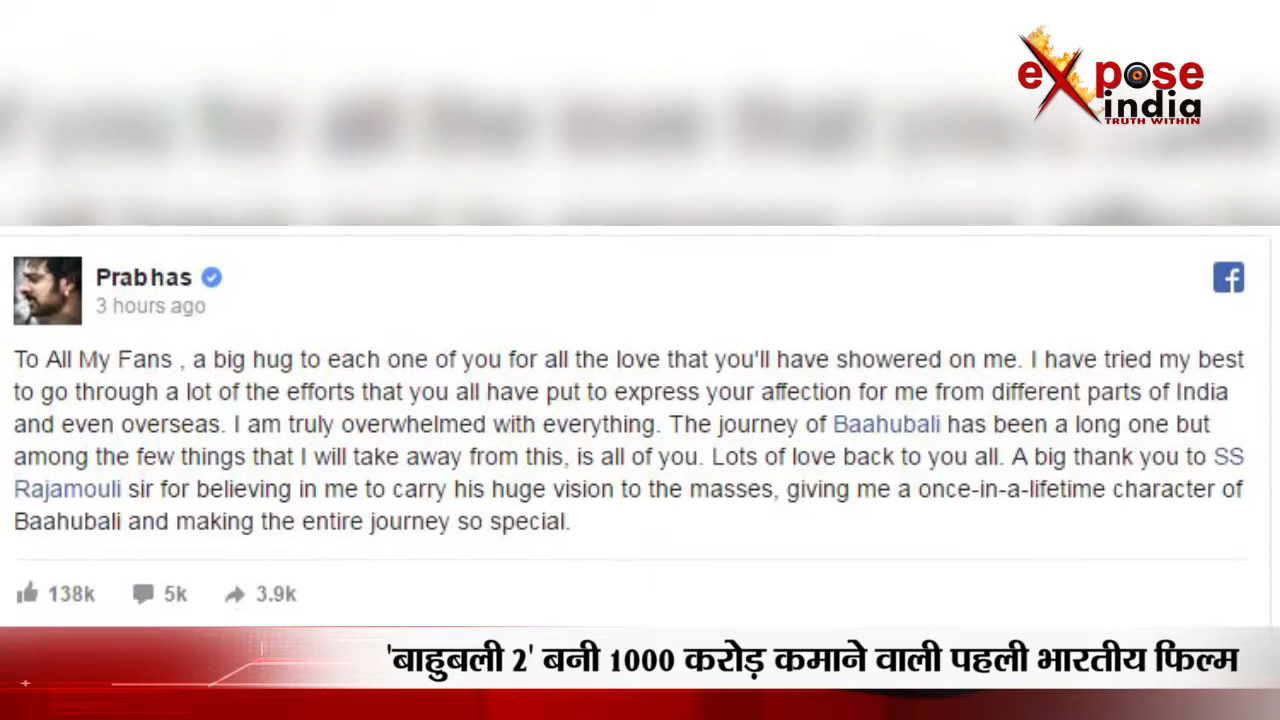 expose
india
TRUTH WITHIN
Prabhas
3 hours ago
To All My Fans , a big hug to each one of you for all the love that you'll have showered on me. I have tried my best
to go through a lot of the efforts that you all have put to express your affection for me from different parts of India
and even overseas. I am truly overwhelmed with everything. The journey of Baahubali has been a long one but
among the few things that I will take away from this, is all of you. Lots of love back to you all. A big thank you to SS
Rajamouli sir for believing in me to carry his huge vision to the masses, giving me a once-in-a-lifetime character of
Baahubali and making the entire journey so special.
138k 5k 3.9k
'बाहुबली 2' बनी 1000 करोड़ कमाने वाली पहली भारतीय फिल्म